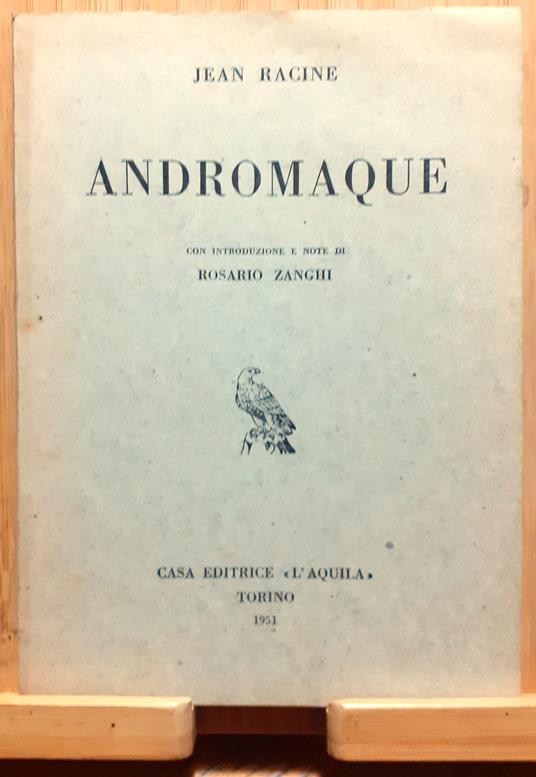 JEAN RACINE
ANDROMAQUE
CON INTRODUZIONE E NOTE DI
ROSARIO ZANGHI
CASA EDITRICE «L'AQUILA»
TORINO
1951